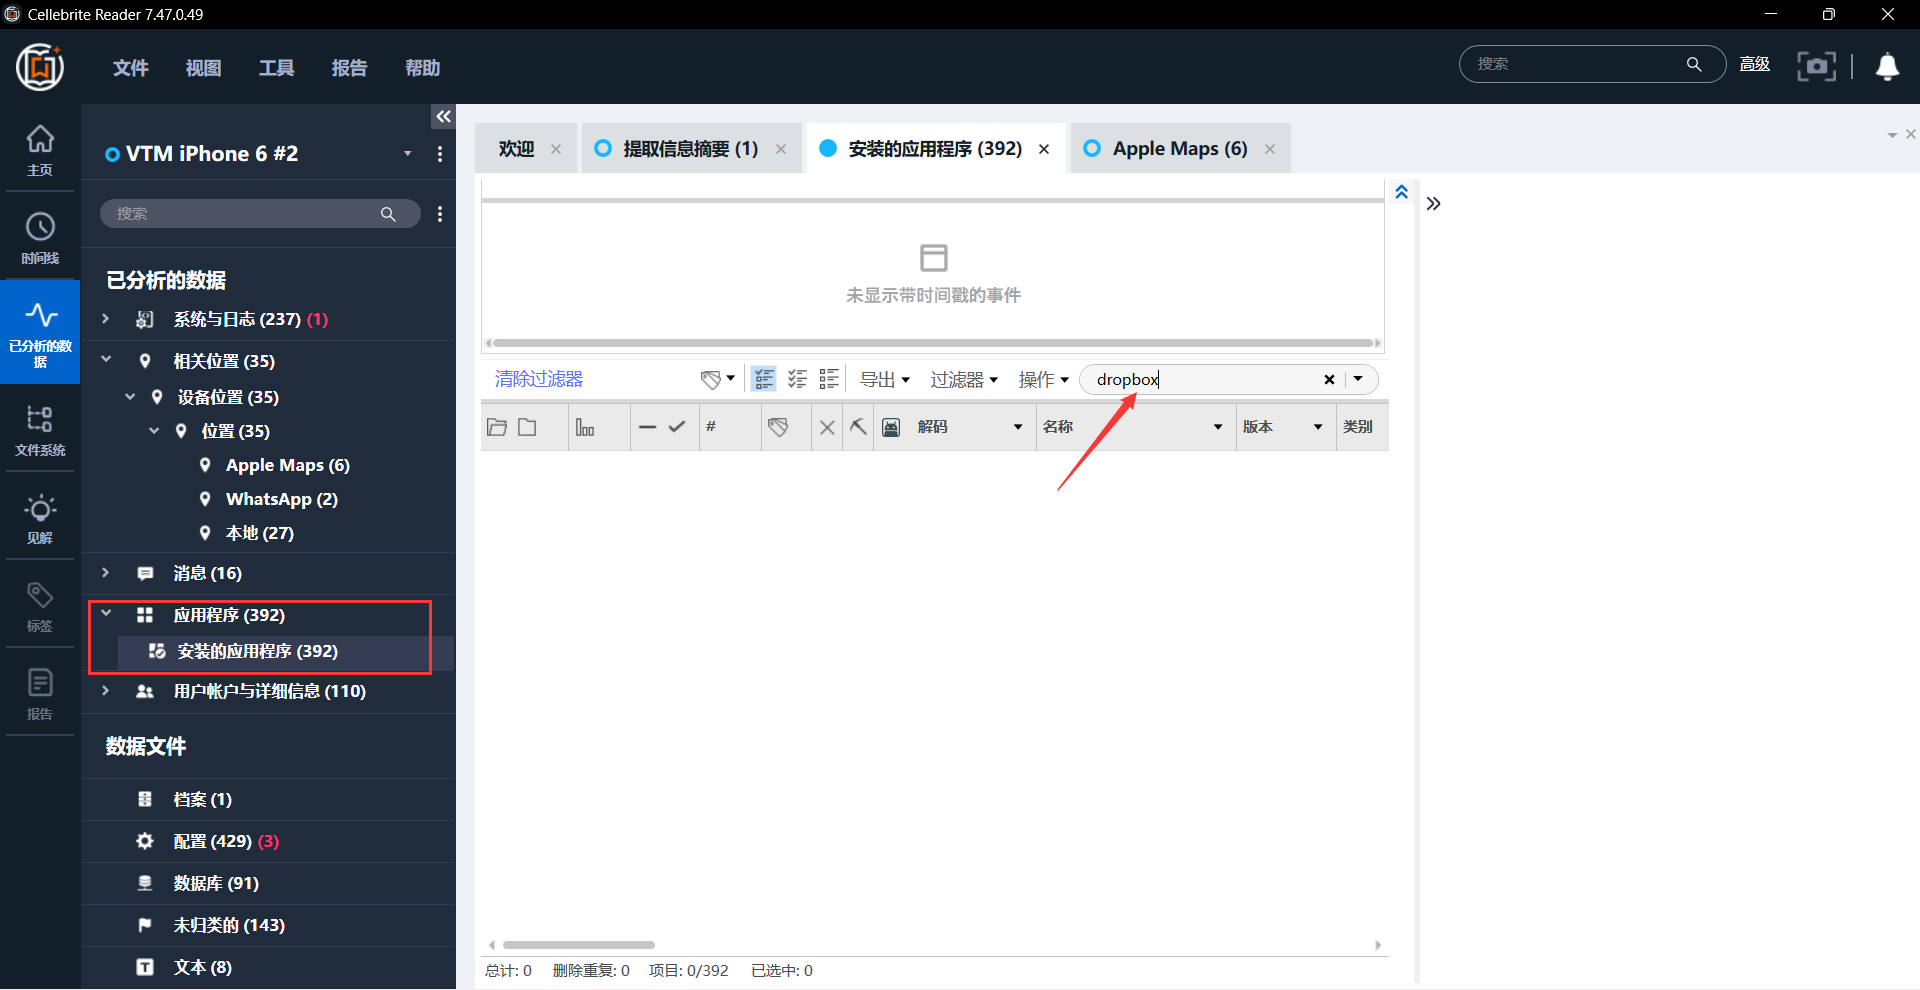 Cellebrite Reader 7.47.0.49
文件 视图 工具 报告 帮助
搜索 高级
主页
时间线
已分析的数
据
文件系统
见解
标签
报告
VTM iPhone 6 #2
搜索
已分析的数据
系统与日志 (237) (1)
相关位置 (35)
设备位置 (35)
位置 (35)
Apple Maps (6)
WhatsApp (2)
本地 (27)
消息 (16)
应用程序 (392)
安装的应用程序 (392)
用户帐户与详细信息 (110)
数据文件
档案 (1)
配置 (429) (3)
数据库 (91)
未归类的 (143)
文本 (8)
欢迎 提取信息摘要 (1) 安装的应用程序 (392) Apple Maps (6)
未显示带时间戳的事件
清除过滤器 导出 过滤器 操作 dropbox
# 解码 名称 版本 类别
总计: 0 删除重复: 0 项目: 0/392 已选中: 0